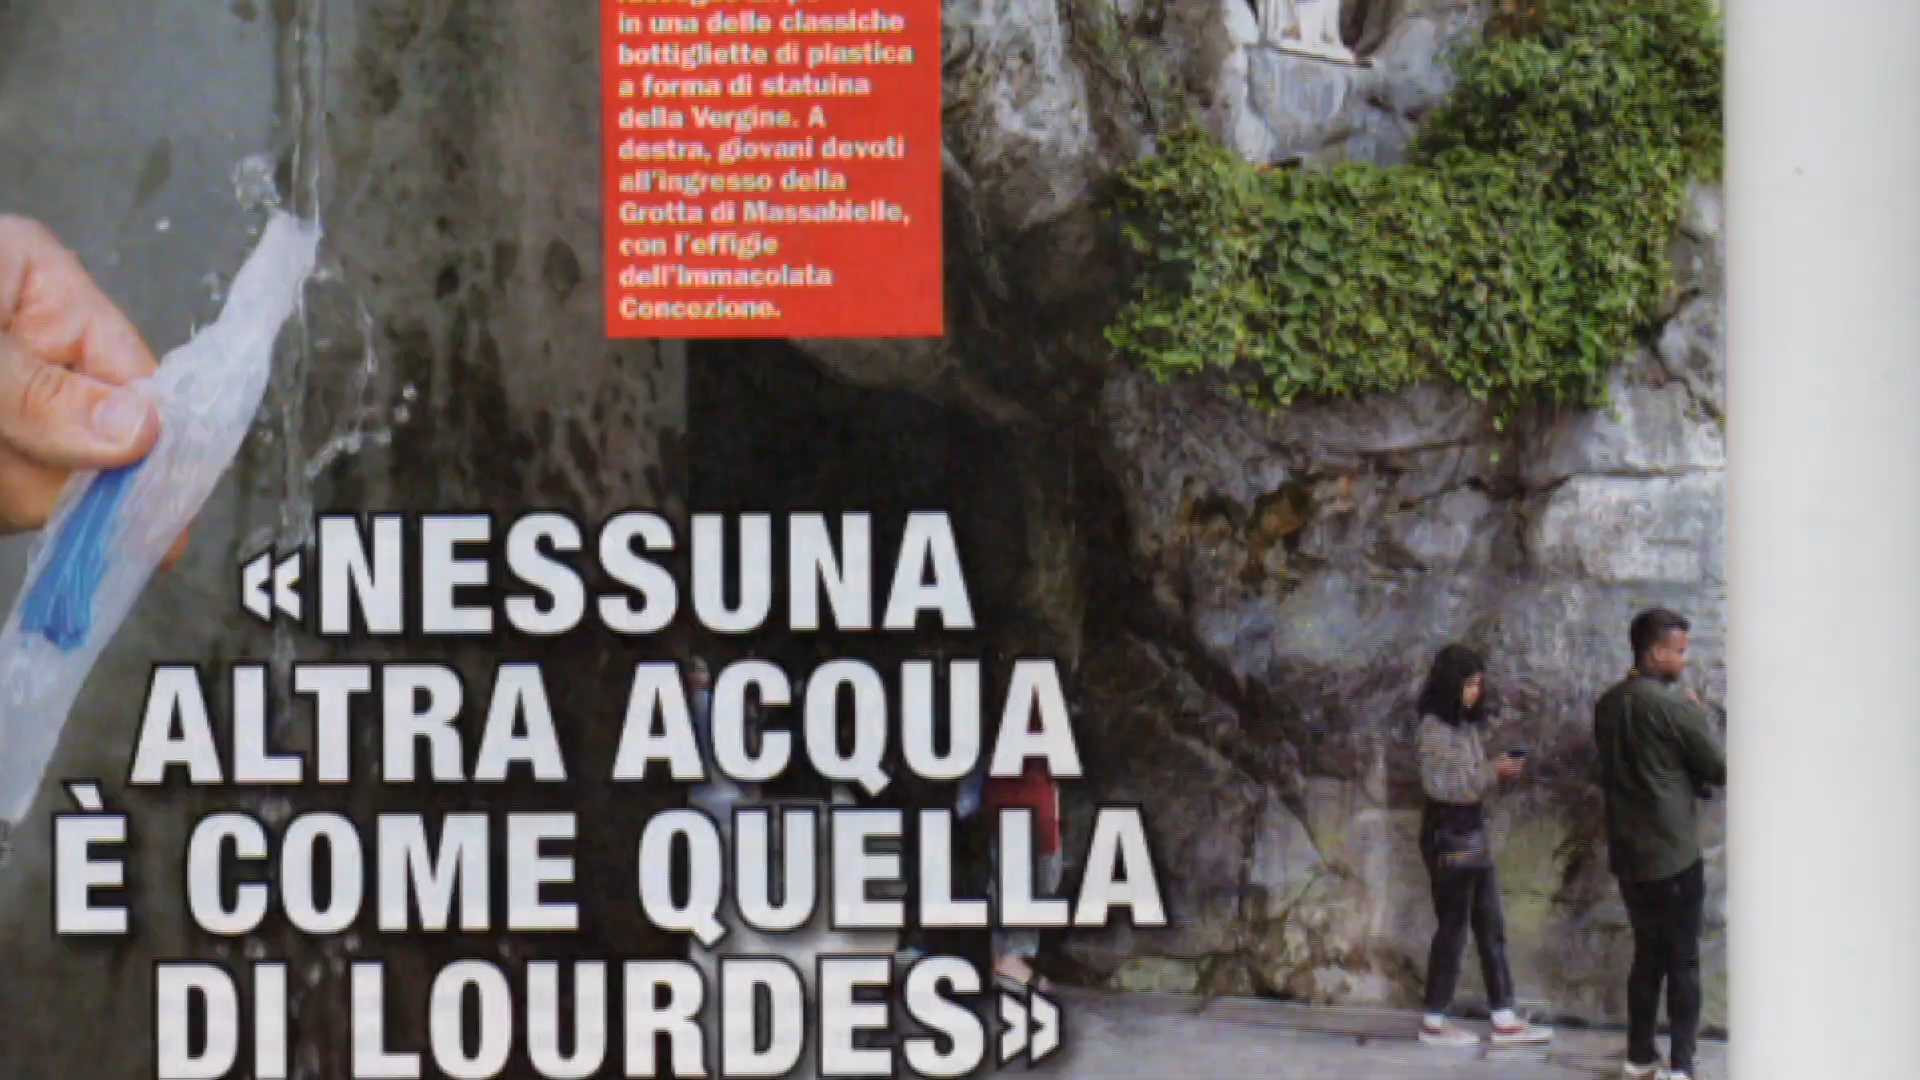 in una delle classiche
bottigliette di plastica
a forma di statuina
della Vergine. A
destra, giovani devoti
all'ingresso della
Grotta di Massabielle,
con l'effigie
dell'Immacolata
Concezione.
«NESSUNA
ALTRA ACQUA
È COME QUELLA
DI LOURDES»